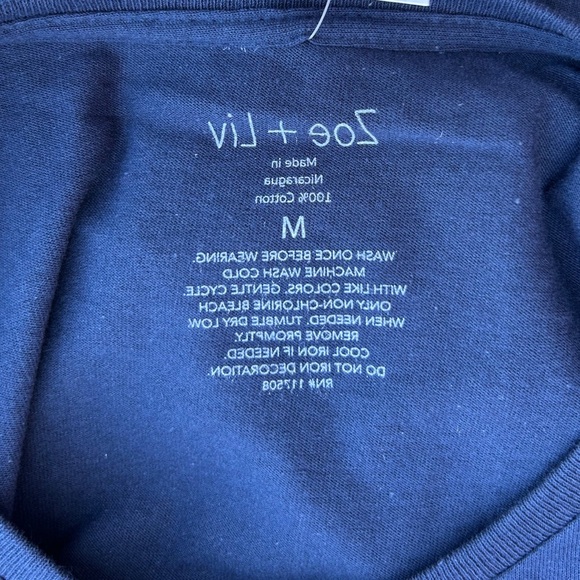 Zoe + Liv
Made in
Nicaragua
100% Cotton
M
WASH ONCE BEFORE WEARING.
MACHINE WASH COLD
WITH LIKE COLORS. GENTLE CYCLE.
ONLY NON-CHLORINE BLEACH
WHEN NEEDED. TUMBLE DRY LOW.
REMOVE PROMPTLY.
COOL IRON IF NEEDED.
DO NOT IRON DECORATION.
RN# 117508